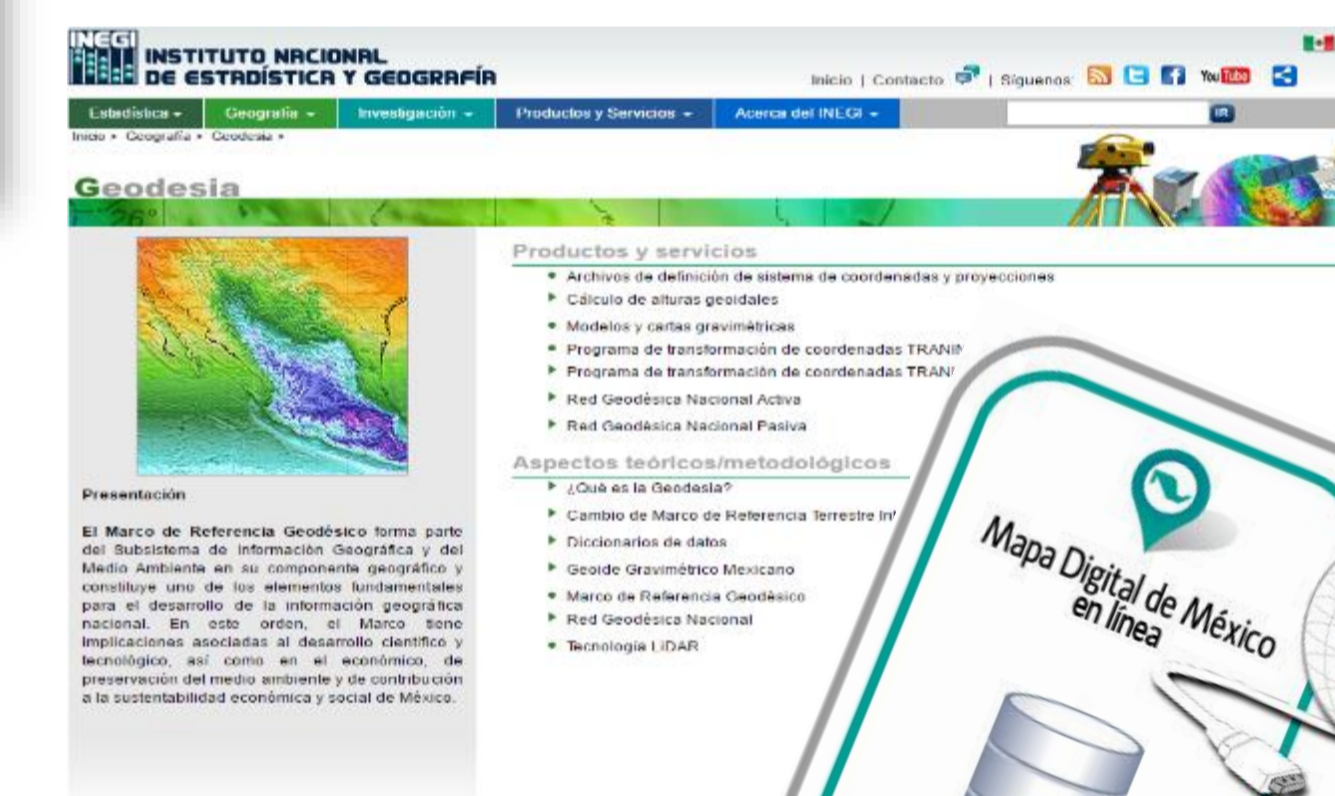 INEGI
INSTITUTO NACIONAL
DE ESTADÍSTICA Y GEOGRAFÍA
Inicio | Contacto | Síguenos:
You Tube
Estadística
Geografía
Investigación
Productos y Servicios
Acerca del INEGI
IR
Inicio > Geografía > Geodesia >
Geodesia
26°
Presentación
El Marco de Referencia Geodésico forma parte
del Subsistema de Información Geográfica y del
Medio Ambiente en su componente geográfico y
constituye uno de los elementos fundamentales
para el desarrollo de la información geográfica
nacional. En este orden, el Marco tiene
implicaciones asociadas al desarrollo científico y
tecnológico, así como en el económico, de
preservación del medio ambiente y de contribución
a la sustentabilidad económica y social de México.
Productos y servicios
Archivos de definición de sistema de coordenadas y proyecciones
Cálculo de alturas geoidales
Modelos y cartas gravimétricas
Programa de transformación de coordenadas
Programa de transformación de coordenadas
Red Geodésica Nacional Activa
Red Geodésica Nacional Pasiva
Aspectos teóricos/metodológicos
¿Qué es la Geodesia?
Cambio de Marco de Referencia Terrestre
Diccionarios de datos
Geoide Gravimétrico Mexicano
Marco de Referencia Geodésico
Red Geodésica Nacional
Tecnología LiDAR
Mapa Digital de México
en línea